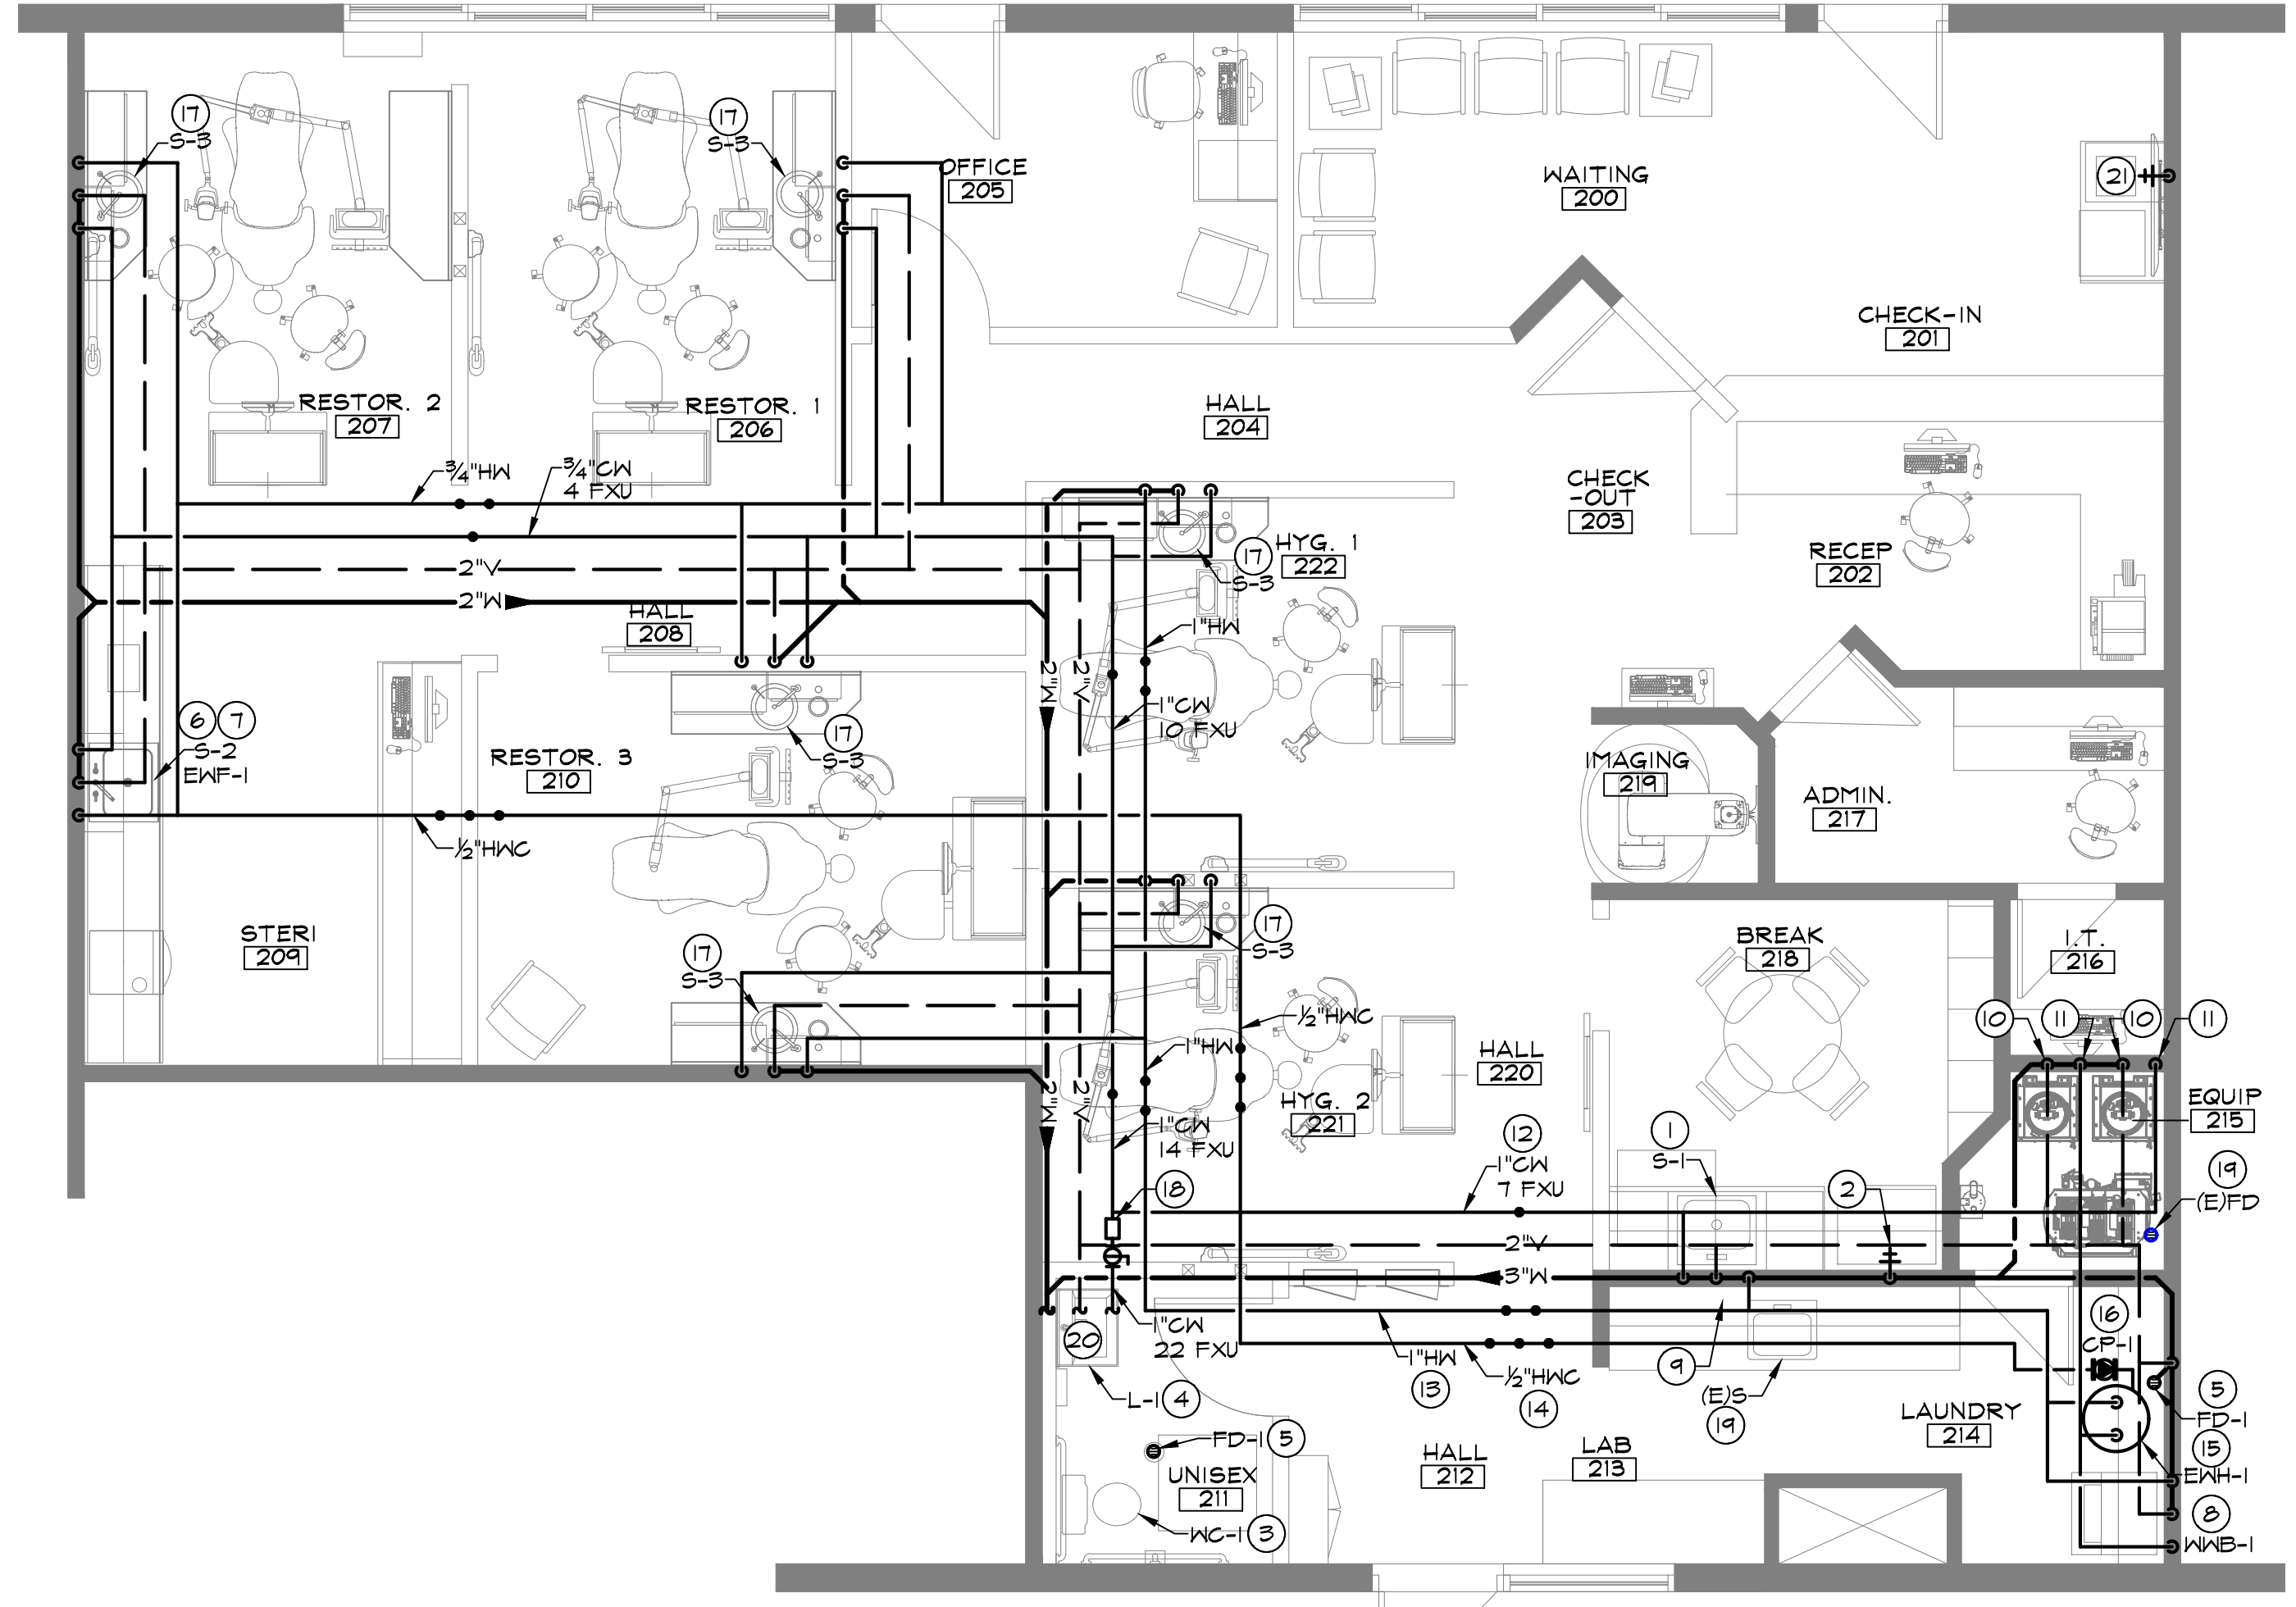 17
S-3
17
S-3
OFFICE
205
WAITING
200
21
CHECK-IN
201
RESTOR. 2
207
RESTOR. 1
206
HALL
204
3/4"HW
3/4"CW
4 FXU
CHECK
-OUT
203
HYG. 1
222
17
S-3
RECEP
202
2"V
2"W
HALL
208
1"HW
2"W
2"V
1"CW
10 FXU
6 7
S-2
EWF-1
RESTOR. 3
210
17
S-3
IMAGING
219
ADMIN.
217
1/2"HWC
STERI
209
17
S-3
17
S-3
BREAK
218
I.T.
216
1/2"HWC
10
11
10
11
1"HW
HALL
220
2"W
2"V
HYG. 2
221
1"CW
14 FXU
EQUIP
215
12
1"CW
7 FXU
1
S-1
2
18
19
(E)FD
2"V
3"W
20
1"CW
22 FXU
16
CP-1
1"HW
13
1/2"HWC
14
9
(E)S
19
L-1 4
5
FD-1
LAUNDRY
214
FD-1 5
HALL
212
LAB
213
15
EWH-1
UNISEX
211
WC-1 3
8
WWB-1